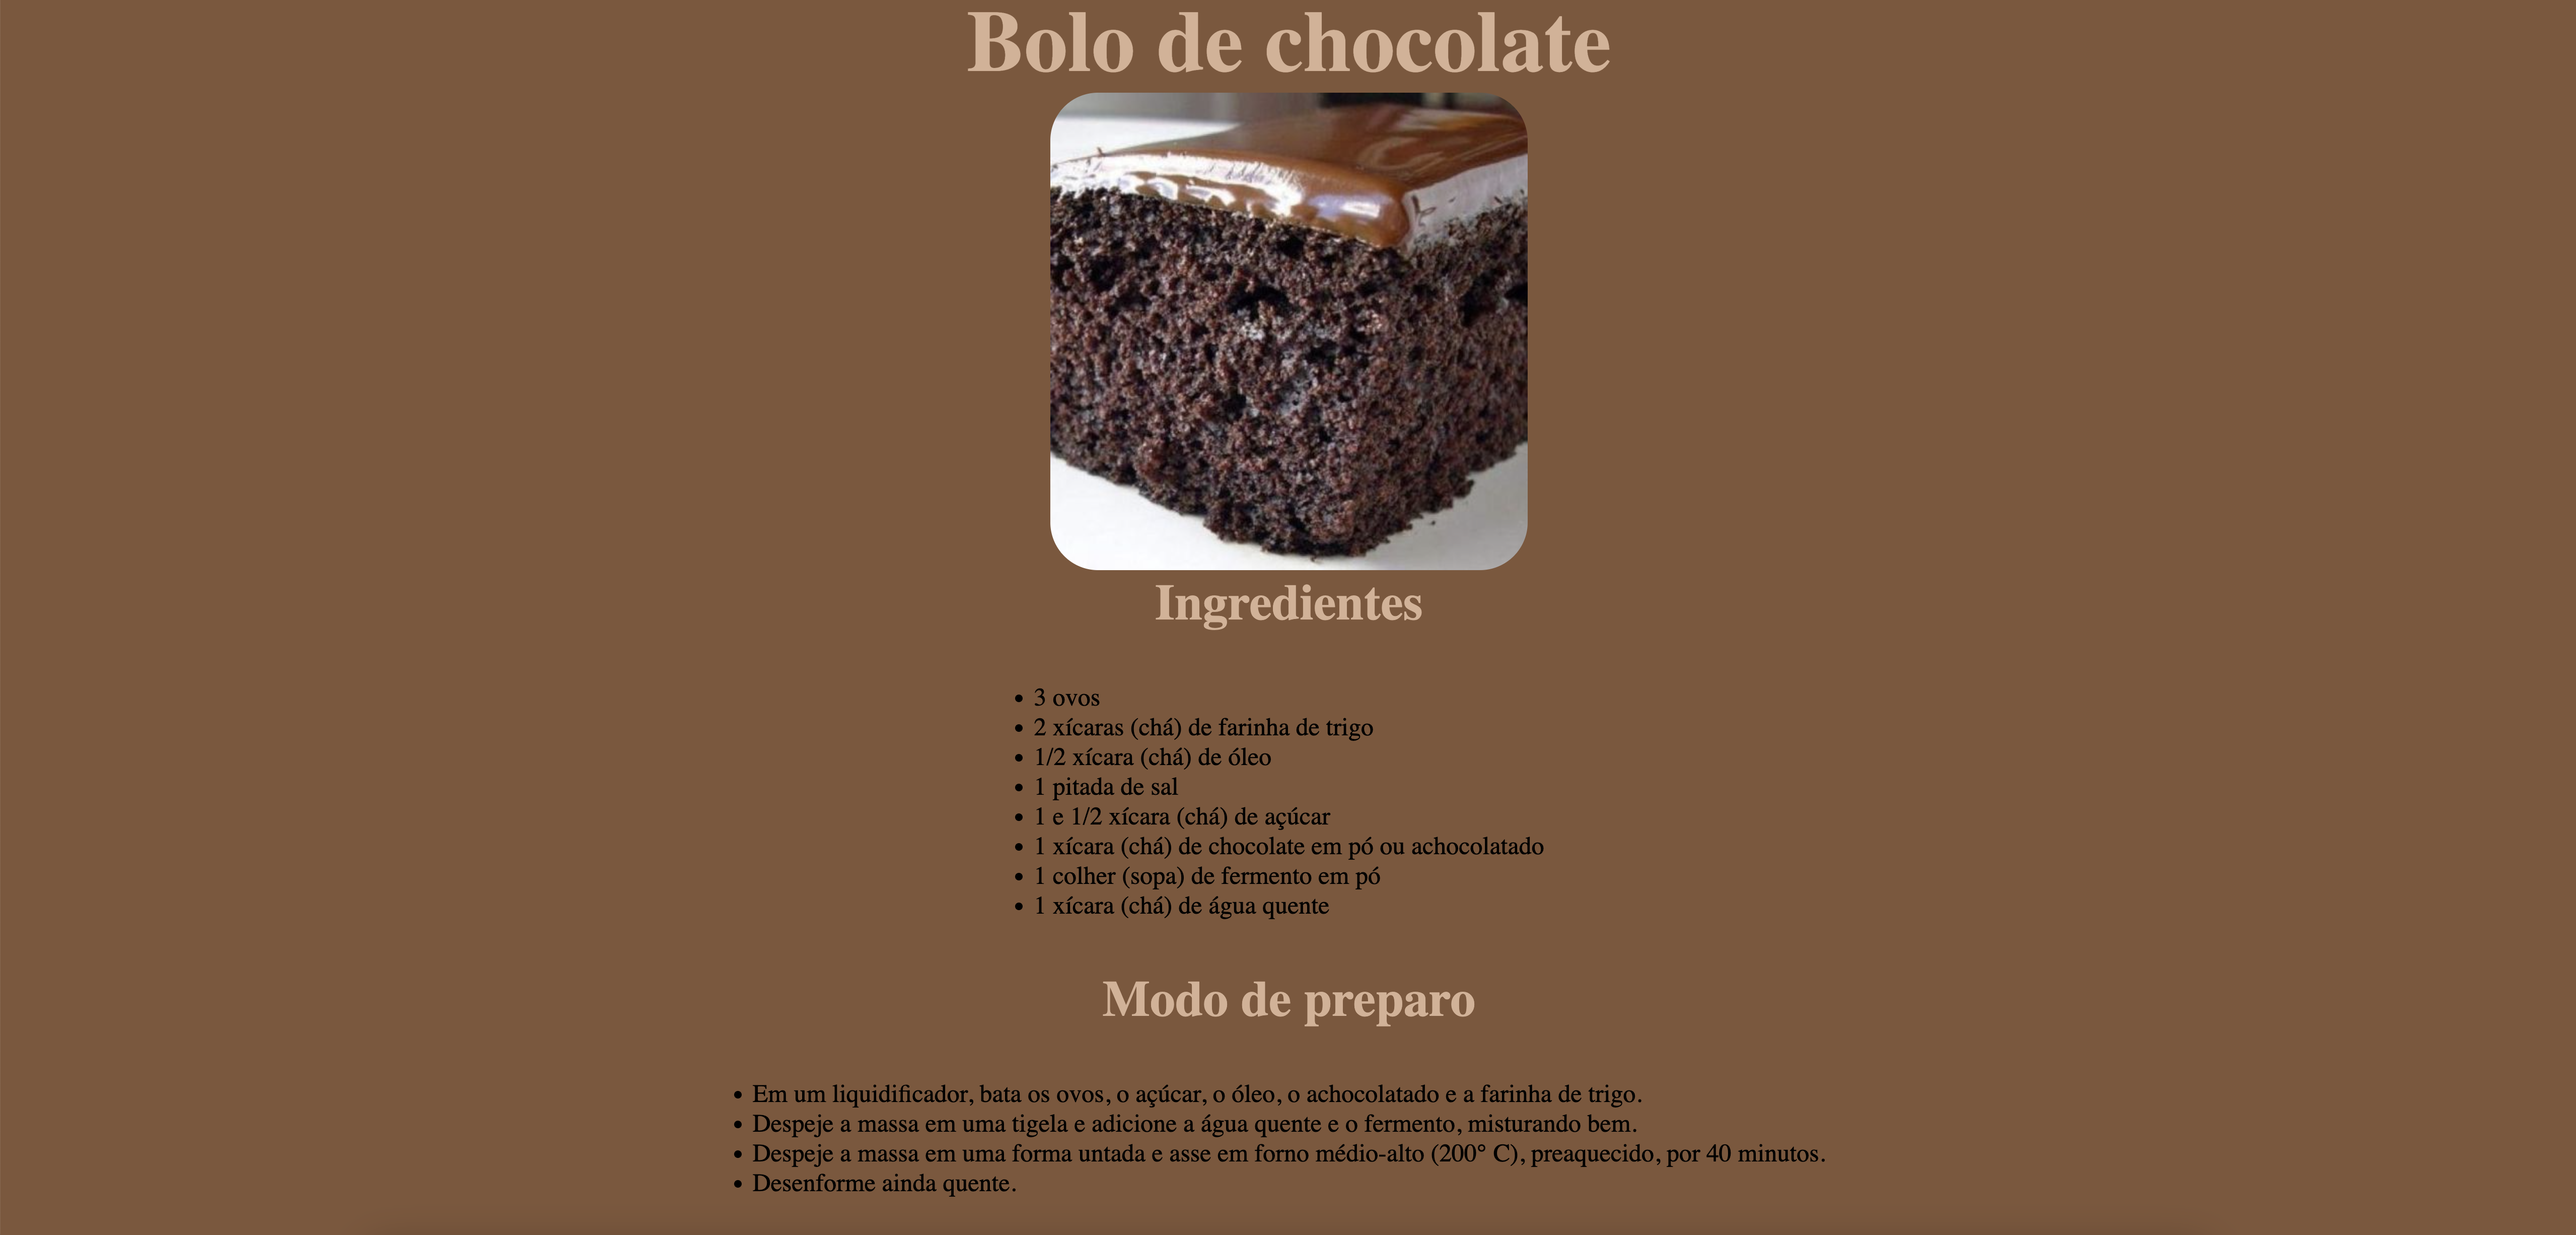 Bolo de chocolate
Ingredientes
3 ovos
2 xícaras (chá) de farinha de trigo
1/2 xícara (chá) de óleo
1 pitada de sal
1 e 1/2 xícara (chá) de açúcar
1 xícara (chá) de chocolate em pó ou achocolatado
1 colher (sopa) de fermento em pó
1 xícara (chá) de água quente
Modo de preparo
Em um liquidificador, bata os ovos, o açúcar, o óleo, o achocolatado e a farinha de trigo.
Despeje a massa em uma tigela e adicione a água quente e o fermento, misturando bem.
Despeje a massa em uma forma untada e asse em forno médio-alto (200° C), preaquecido, por 40 minutos.
Desenforme ainda quente.